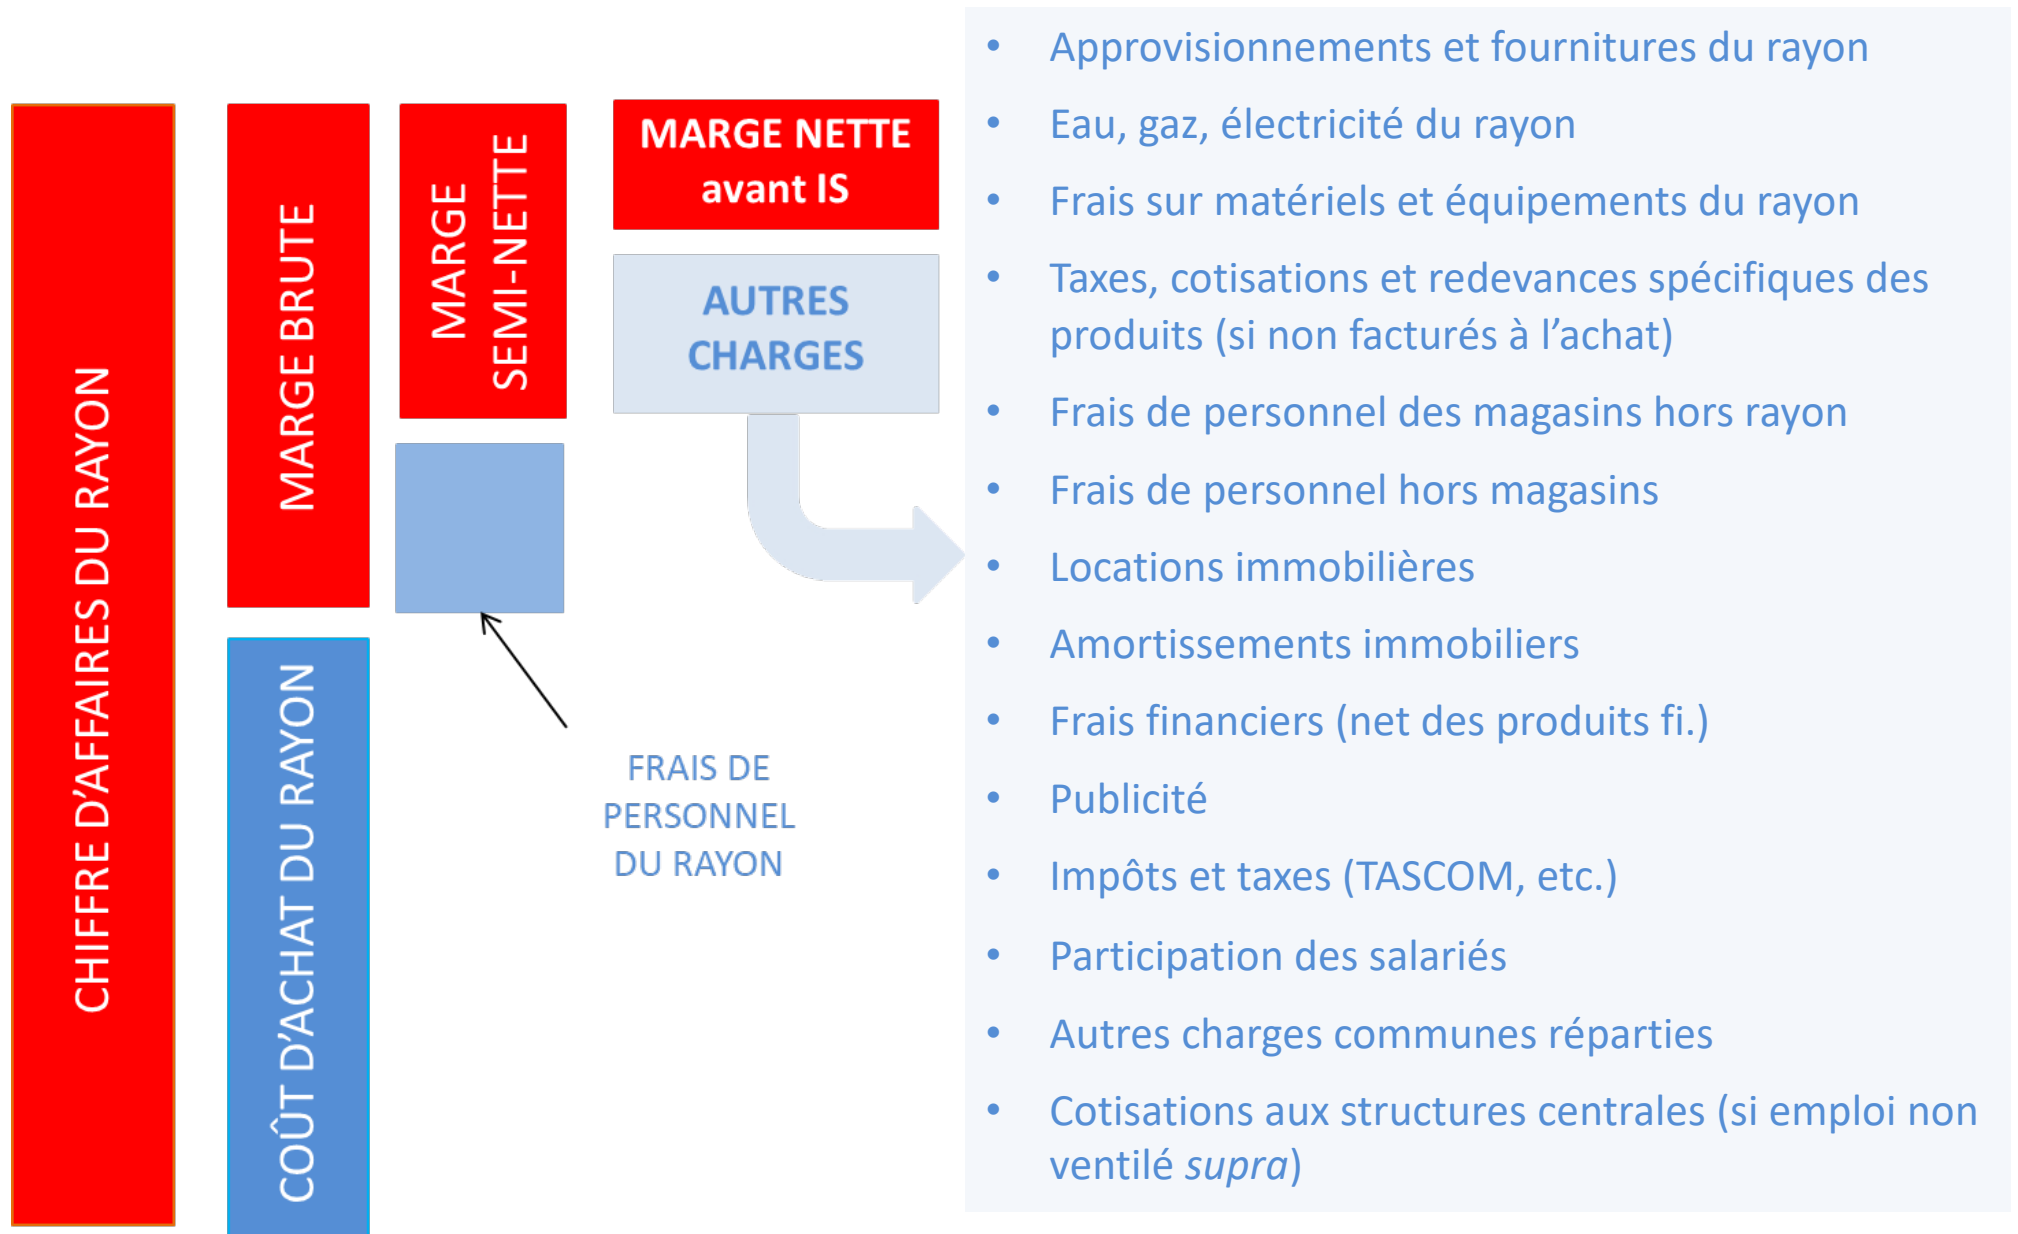 CHIFFRE D’AFFAIRES DU RAYON
MARGE BRUTE
COÛT D’ACHAT DU RAYON
MARGE
SEMI-NETTE
FRAIS DE
PERSONNEL
DU RAYON
MARGE NETTE
avant IS
AUTRES
CHARGES
• Approvisionnements et fournitures du rayon
• Eau, gaz, électricité du rayon
• Frais sur matériels et équipements du rayon
• Taxes, cotisations et redevances spécifiques des
produits (si non facturés à l’achat)
• Frais de personnel des magasins hors rayon
• Frais de personnel hors magasins
• Locations immobilières
• Amortissements immobiliers
• Frais financiers (net des produits fi.)
• Publicité
• Impôts et taxes (TASCOM, etc.)
• Participation des salariés
• Autres charges communes réparties
• Cotisations aux structures centrales (si emploi non
ventilé supra)